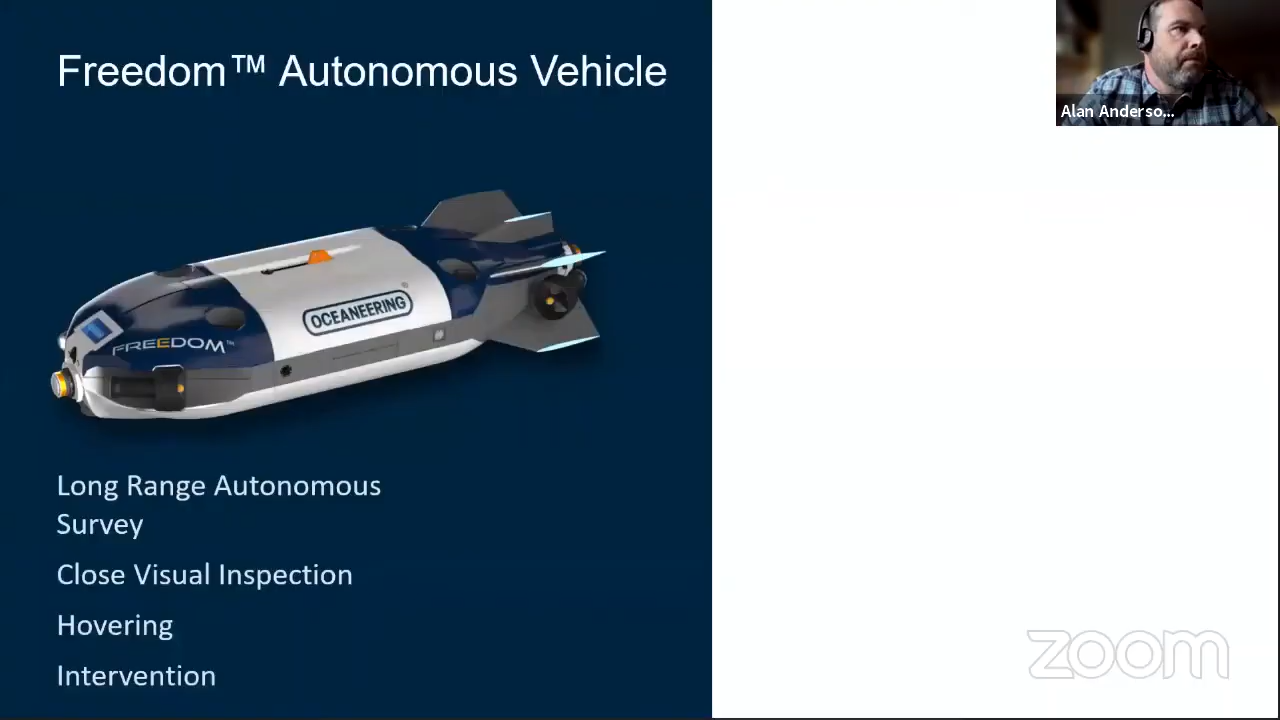 Freedom™ Autonomous Vehicle
Alan Anderso...
OCEANEERING
FREEDOM™
Long Range Autonomous
Survey
Close Visual Inspection
Hovering
Intervention
zoom